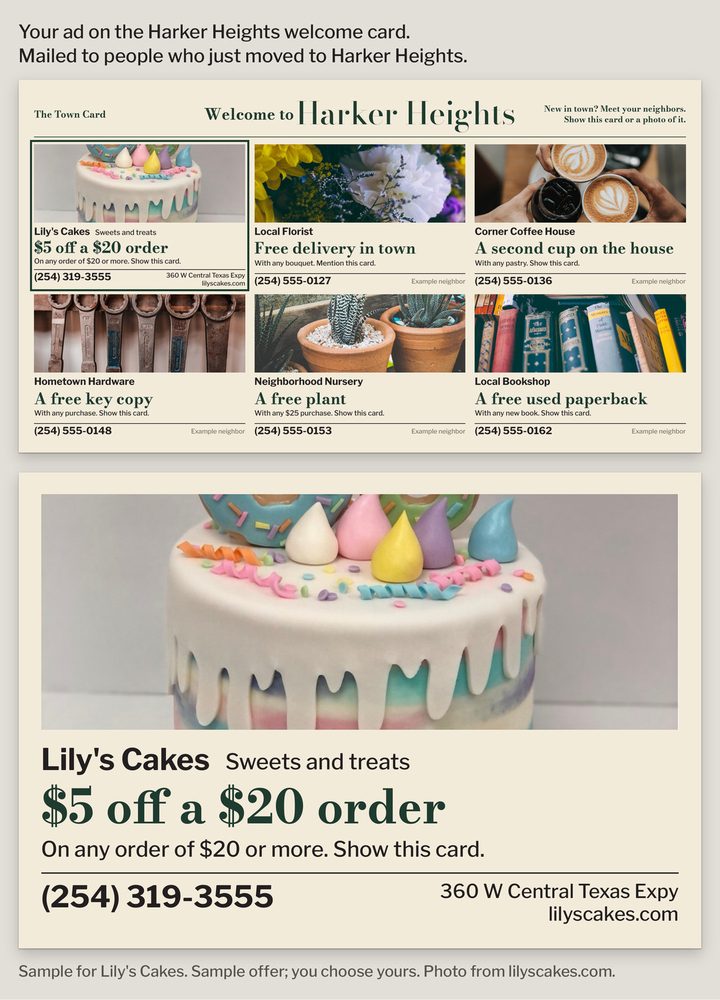 Your ad on the Harker Heights welcome card.
Mailed to people who just moved to Harker Heights.
The Town Card
Welcome to Harker Heights
New in town? Meet your neighbors.
Show this card or a photo of it.
Lily's Cakes Sweets and treats
$5 off a $20 order
On any order of $20 or more. Show this card.
(254) 319-3555
360 W Central Texas Expy
lilyscakes.com
Local Florist
Free delivery in town
With any bouquet. Mention this card.
(254) 555-0127
Example neighbor
Corner Coffee House
A second cup on the house
With any pastry. Show this card.
(254) 555-0136
Example neighbor
Hometown Hardware
A free key copy
With any purchase. Show this card.
(254) 555-0148
Example neighbor
Neighborhood Nursery
A free plant
With any $25 purchase. Show this card.
(254) 555-0153
Example neighbor
Local Bookshop
A free used paperback
With any new book. Show this card.
(254) 555-0162
Example neighbor
Lily's Cakes Sweets and treats
$5 off a $20 order
On any order of $20 or more. Show this card.
(254) 319-3555
360 W Central Texas Expy
lilyscakes.com
Sample for Lily's Cakes. Sample offer; you choose yours. Photo from lilyscakes.com.